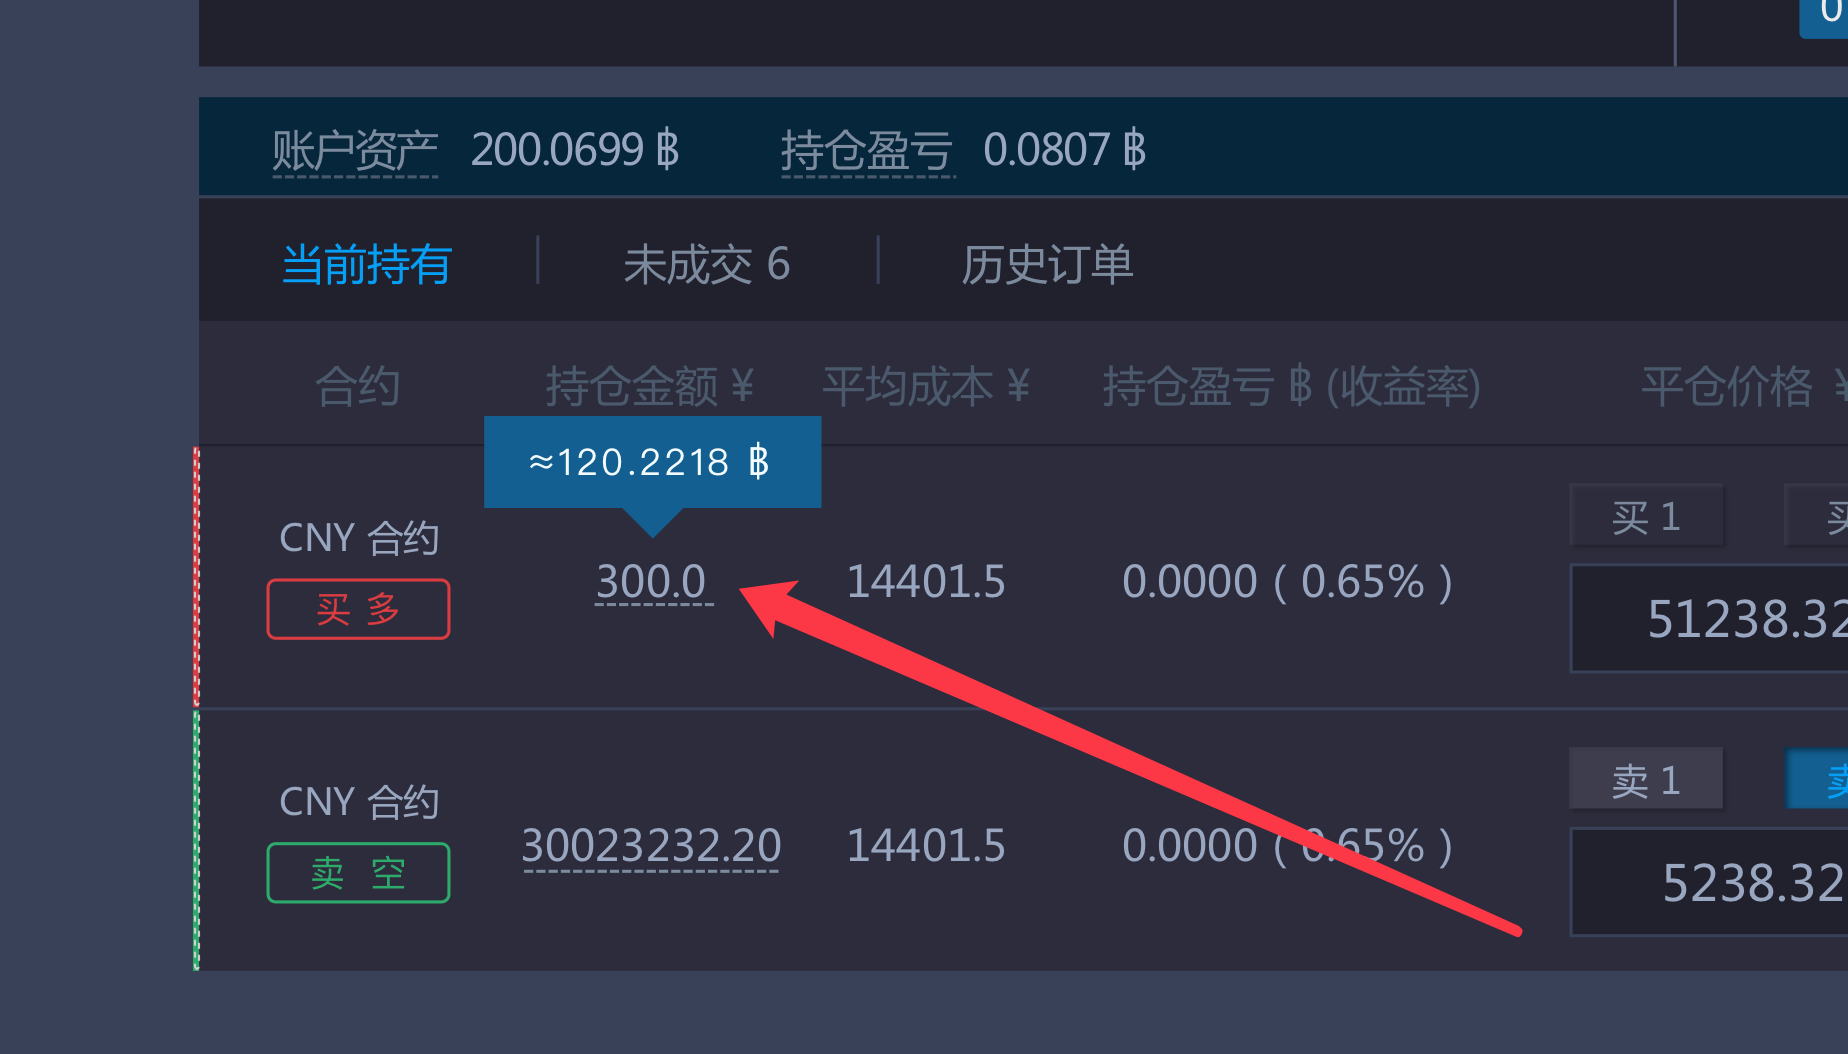 0
账户资产 200.0699 ฿ 持仓盈亏 0.0807 ฿
当前持有 未成交 6 历史订单
合约 持仓金额 ¥ 平均成本 ¥ 持仓盈亏 ฿ (收益率) 平仓价格 ¥
≈120.2218 ฿
买 1 买
CNY 合约
买 多 300.0 14401.5 0.0000 ( 0.65% ) 51238.32
卖 1 卖
CNY 合约
卖 空 30023232.20 14401.5 0.0000 ( 0.65% ) 5238.32